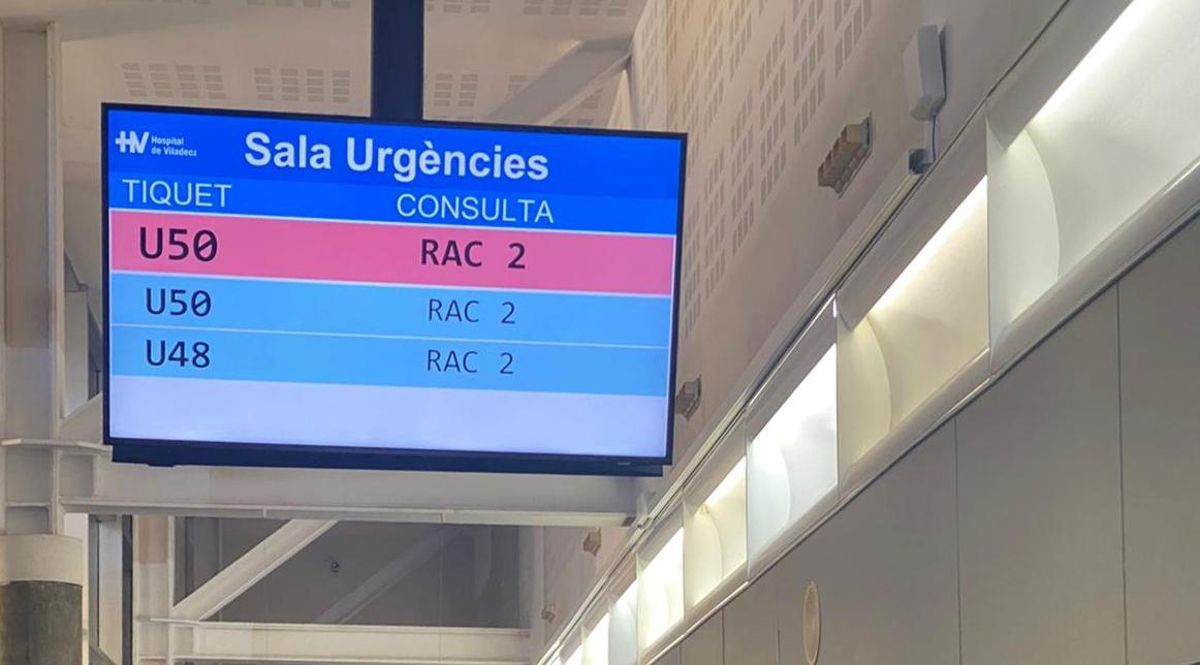 HV Hospital
de Viladecans
Sala Urgències
TIQUET CONSULTA
U50 RAC 2
U50 RAC 2
U48 RAC 2